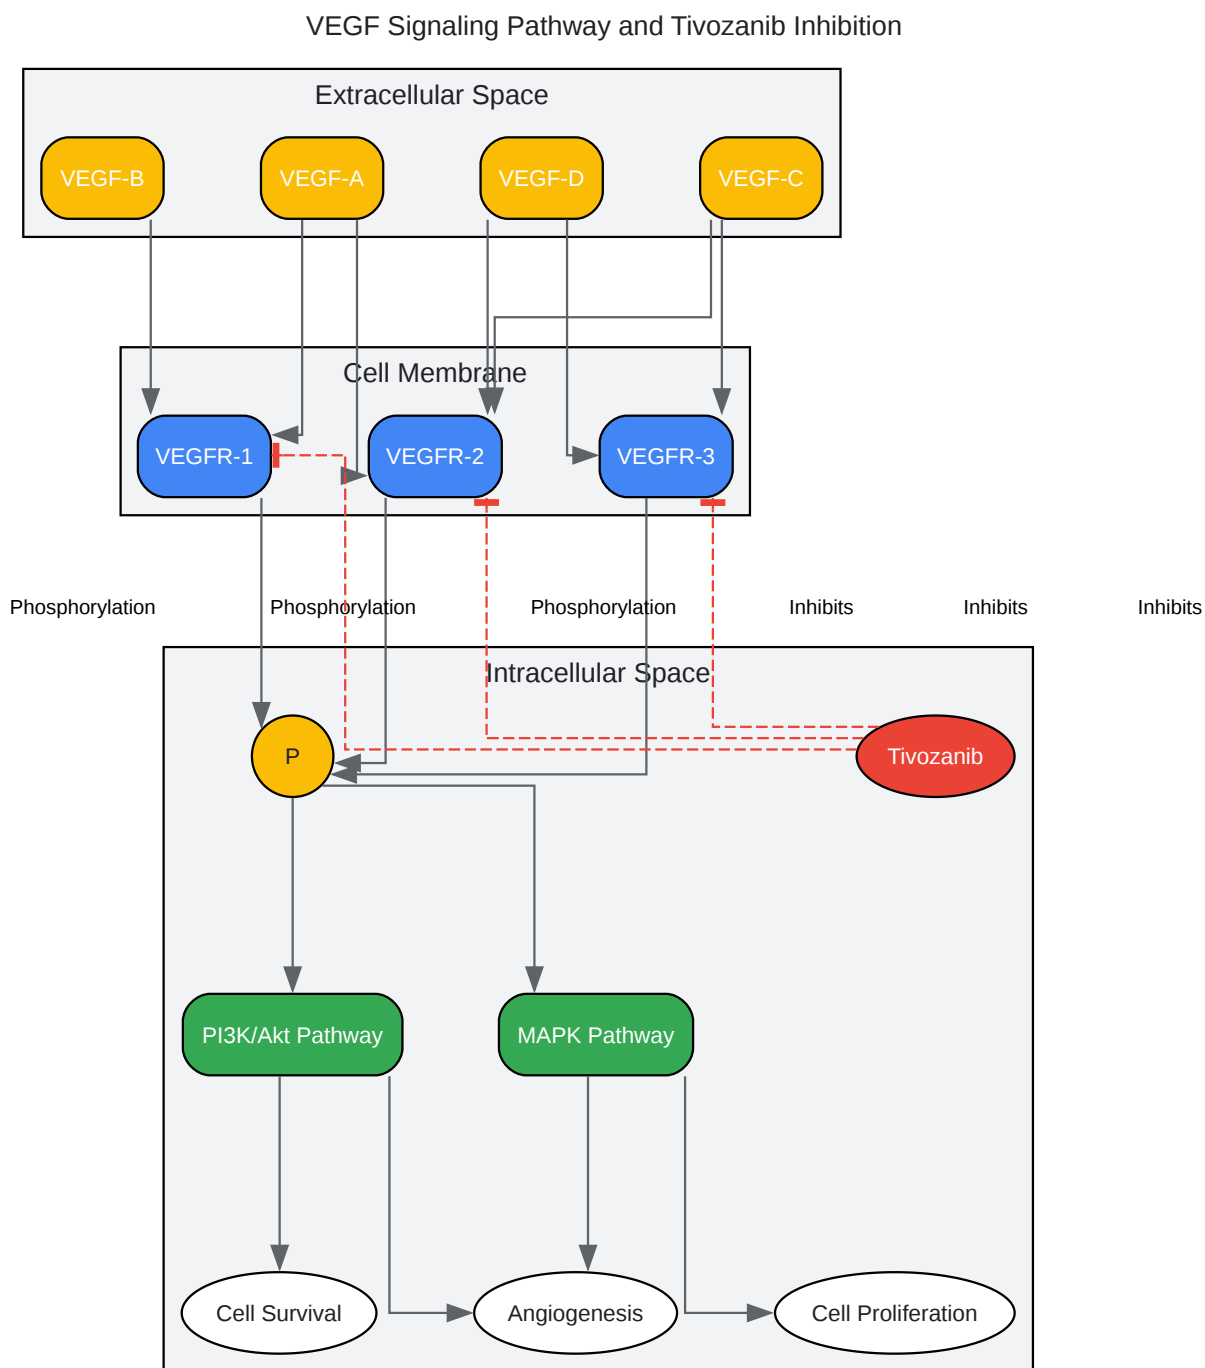 VEGF Signaling Pathway and Tivozanib Inhibition
Extracellular Space
VEGF-B
VEGF-A
VEGF-D
VEGF-C
Cell Membrane
VEGFR-1
VEGFR-2
VEGFR-3
Phosphorylation
Phosphorylation
Phosphorylation
Inhibits
Inhibits
Inhibits
Intracellular Space
P
Tivozanib
PI3K/Akt Pathway
MAPK Pathway
Cell Survival
Angiogenesis
Cell Proliferation